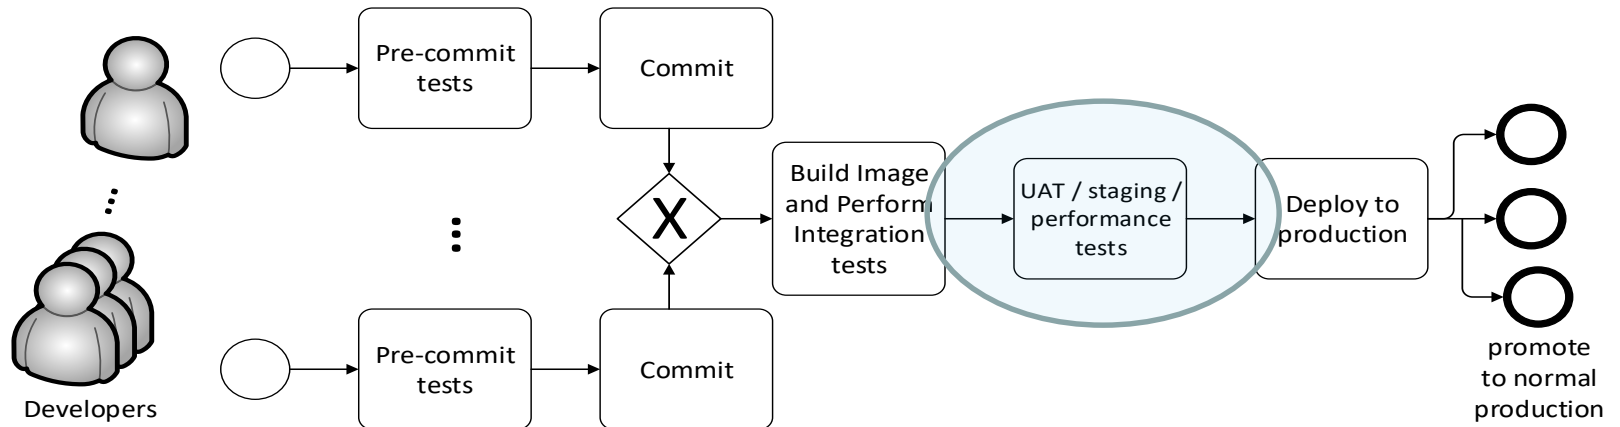 Pre-commit
tests
Commit
X
Build Image
and Perform
Integration
tests
UAT / staging /
performance
tests
Deploy to
production
Pre-commit
tests
Commit
Developers
promote
to normal
production